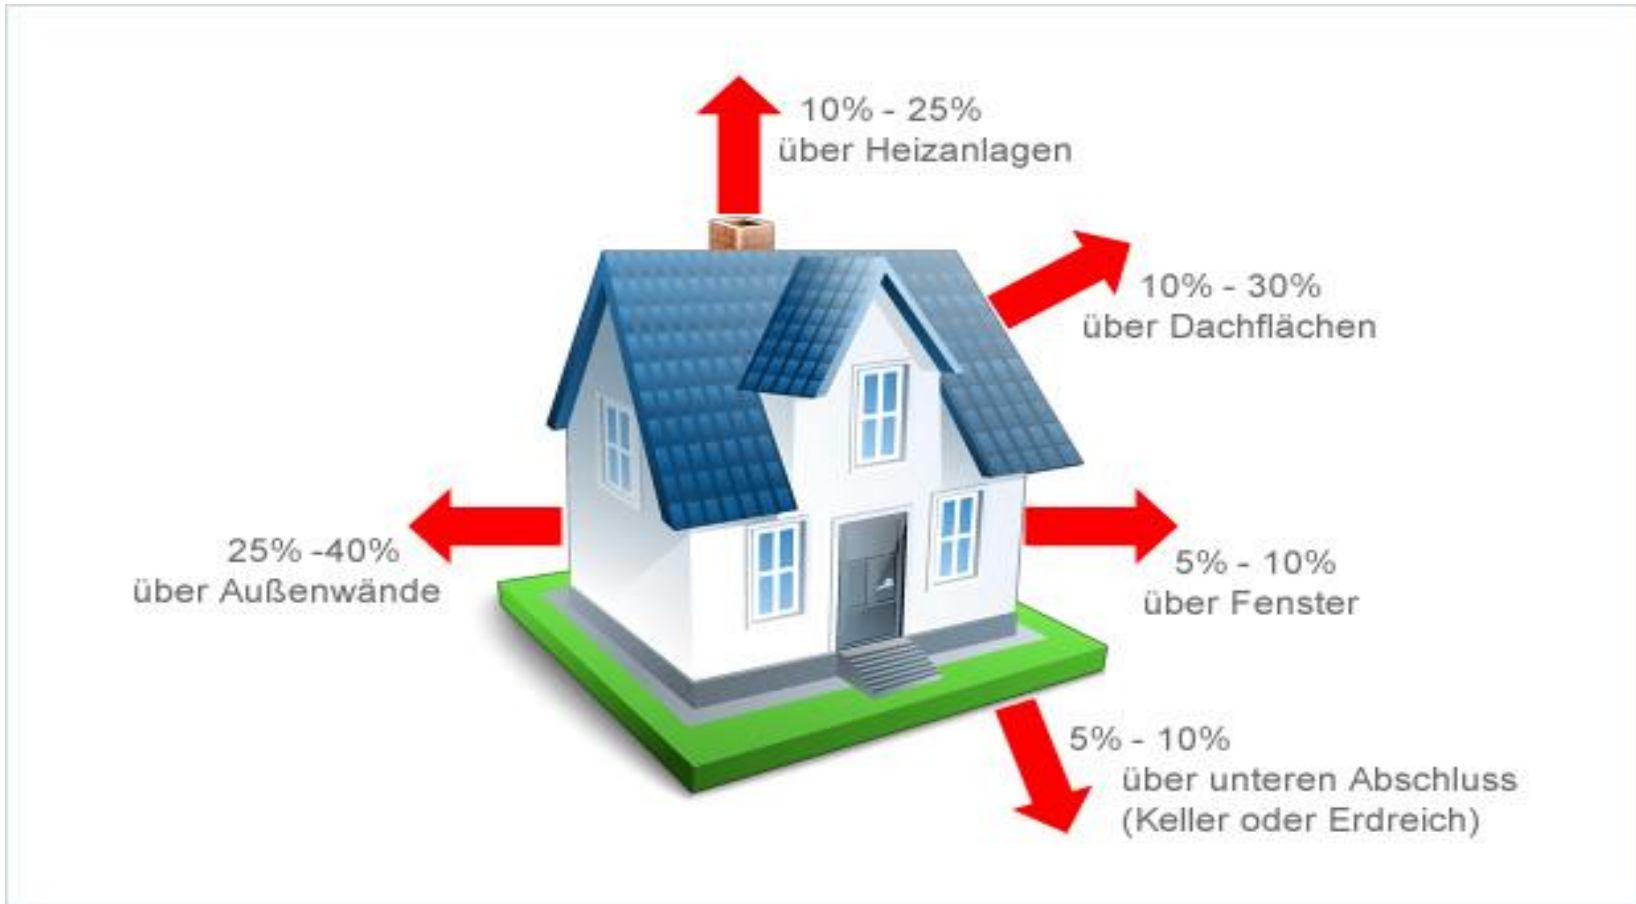 10% - 25%
über Heizanlagen
10% - 30%
über Dachflächen
25% -40%
über Außenwände
5% - 10%
über Fenster
5% - 10%
über unteren Abschluss
(Keller oder Erdreich)